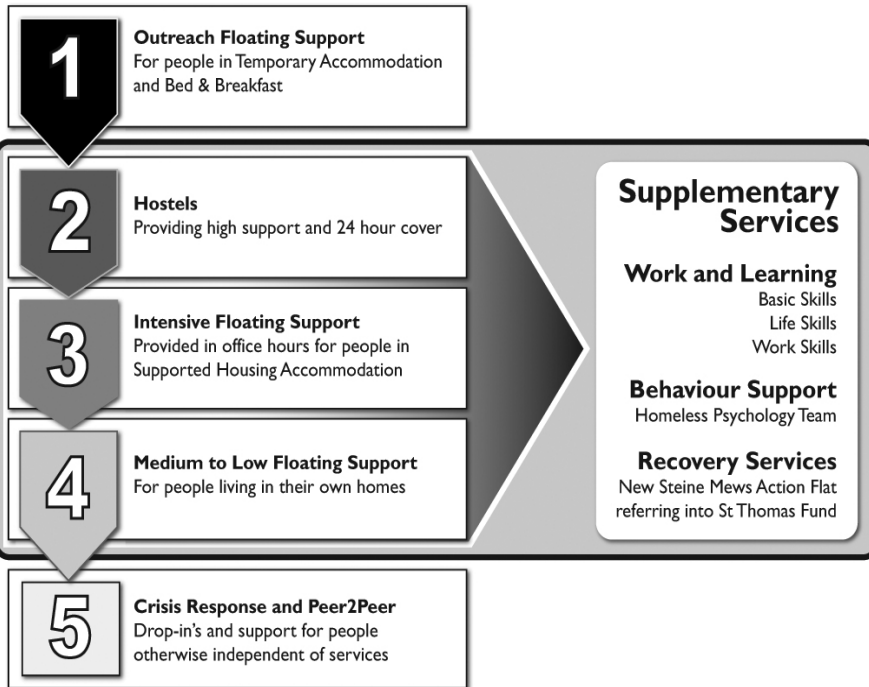 1
Outreach Floating Support
For people in Temporary Accommodation
and Bed & Breakfast
2
Hostels
Providing high support and 24 hour cover
3
Intensive Floating Support
Provided in office hours for people in
Supported Housing Accommodation
4
Medium to Low Floating Support
For people living in their own homes
5
Crisis Response and Peer2Peer
Drop-in's and support for people
otherwise independent of services
Supplementary
Services
Work and Learning
Basic Skills
Life Skills
Work Skills
Behaviour Support
Homeless Psychology Team
Recovery Services
New Steine Mews Action Flat
referring into St Thomas Fund